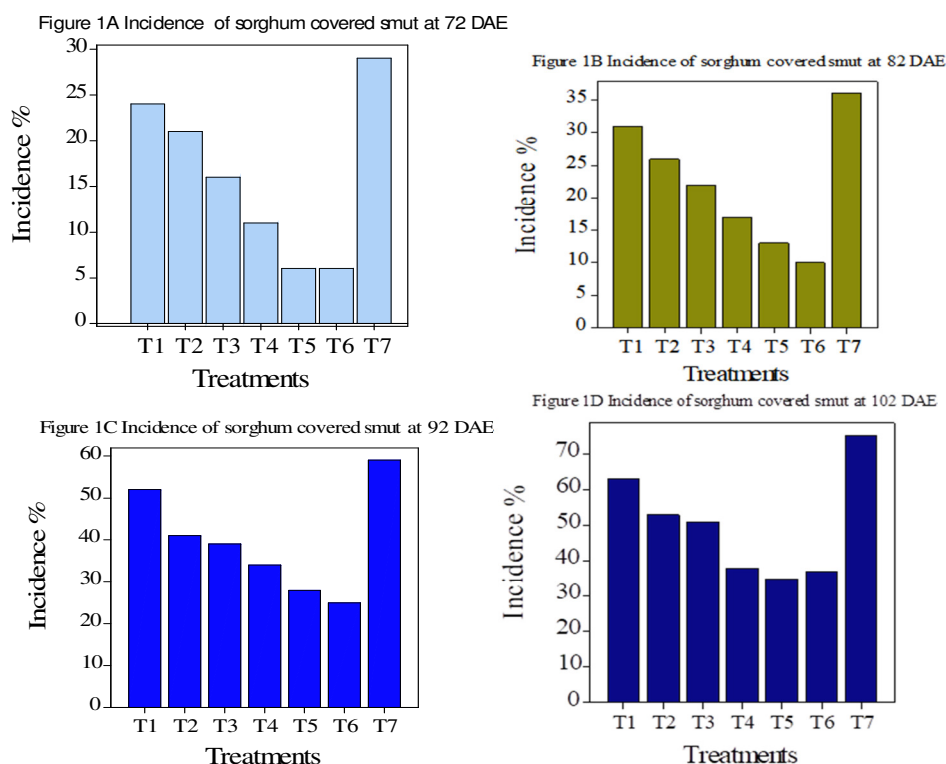 Figure 1A Incidence of sorghum covered smut at 72 DAE
30
25
20
15
10
5
0
Incidence %
T1 T2 T3 T4 T5 T6 T7
Treatments
Figure 1B Incidence of sorghum covered smut at 82 DAE
35
30
25
20
15
10
5
0
Incidence %
T1 T2 T3 T4 T5 T6 T7
Treatments
Figure 1C Incidence of sorghum covered smut at 92 DAE
60
50
40
30
20
10
0
Incidence %
T1 T2 T3 T4 T5 T6 T7
Treatments
Figure 1D Incidence of sorghum covered smut at 102 DAE
70
60
50
40
30
20
10
0
Incidence %
T1 T2 T3 T4 T5 T6 T7
Treatments